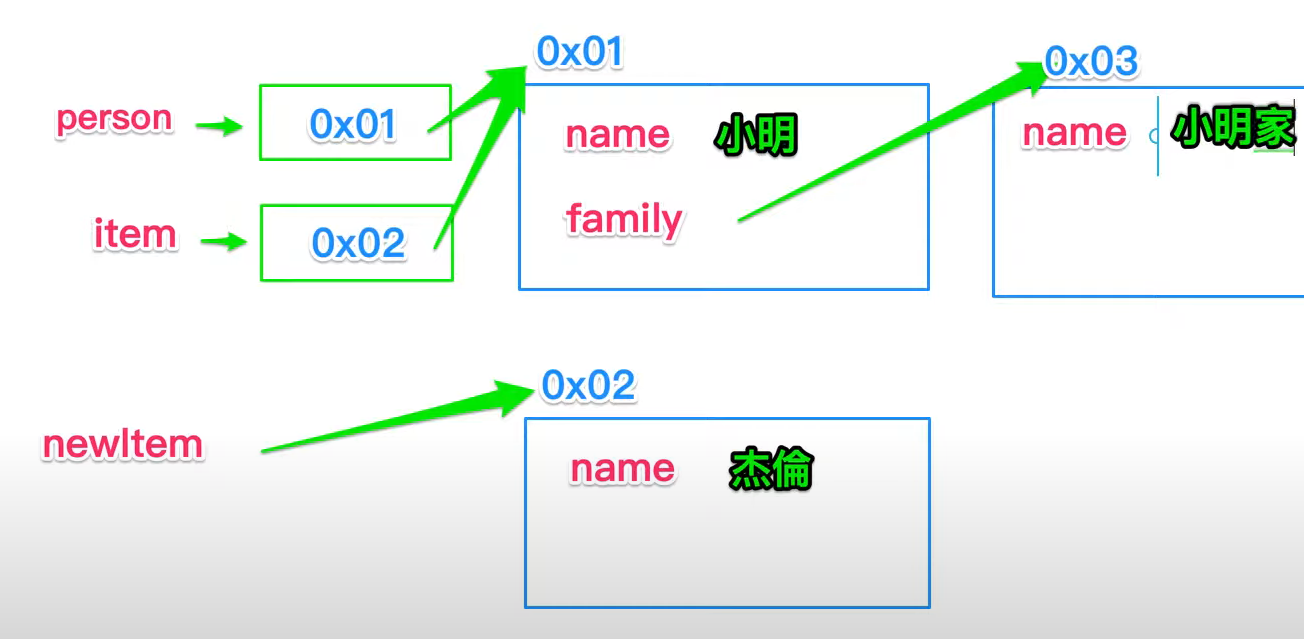 0x01
0x03
person
0x01
name 小明
name 小明家
item
0x02
family
0x02
newItem
name 杰倫